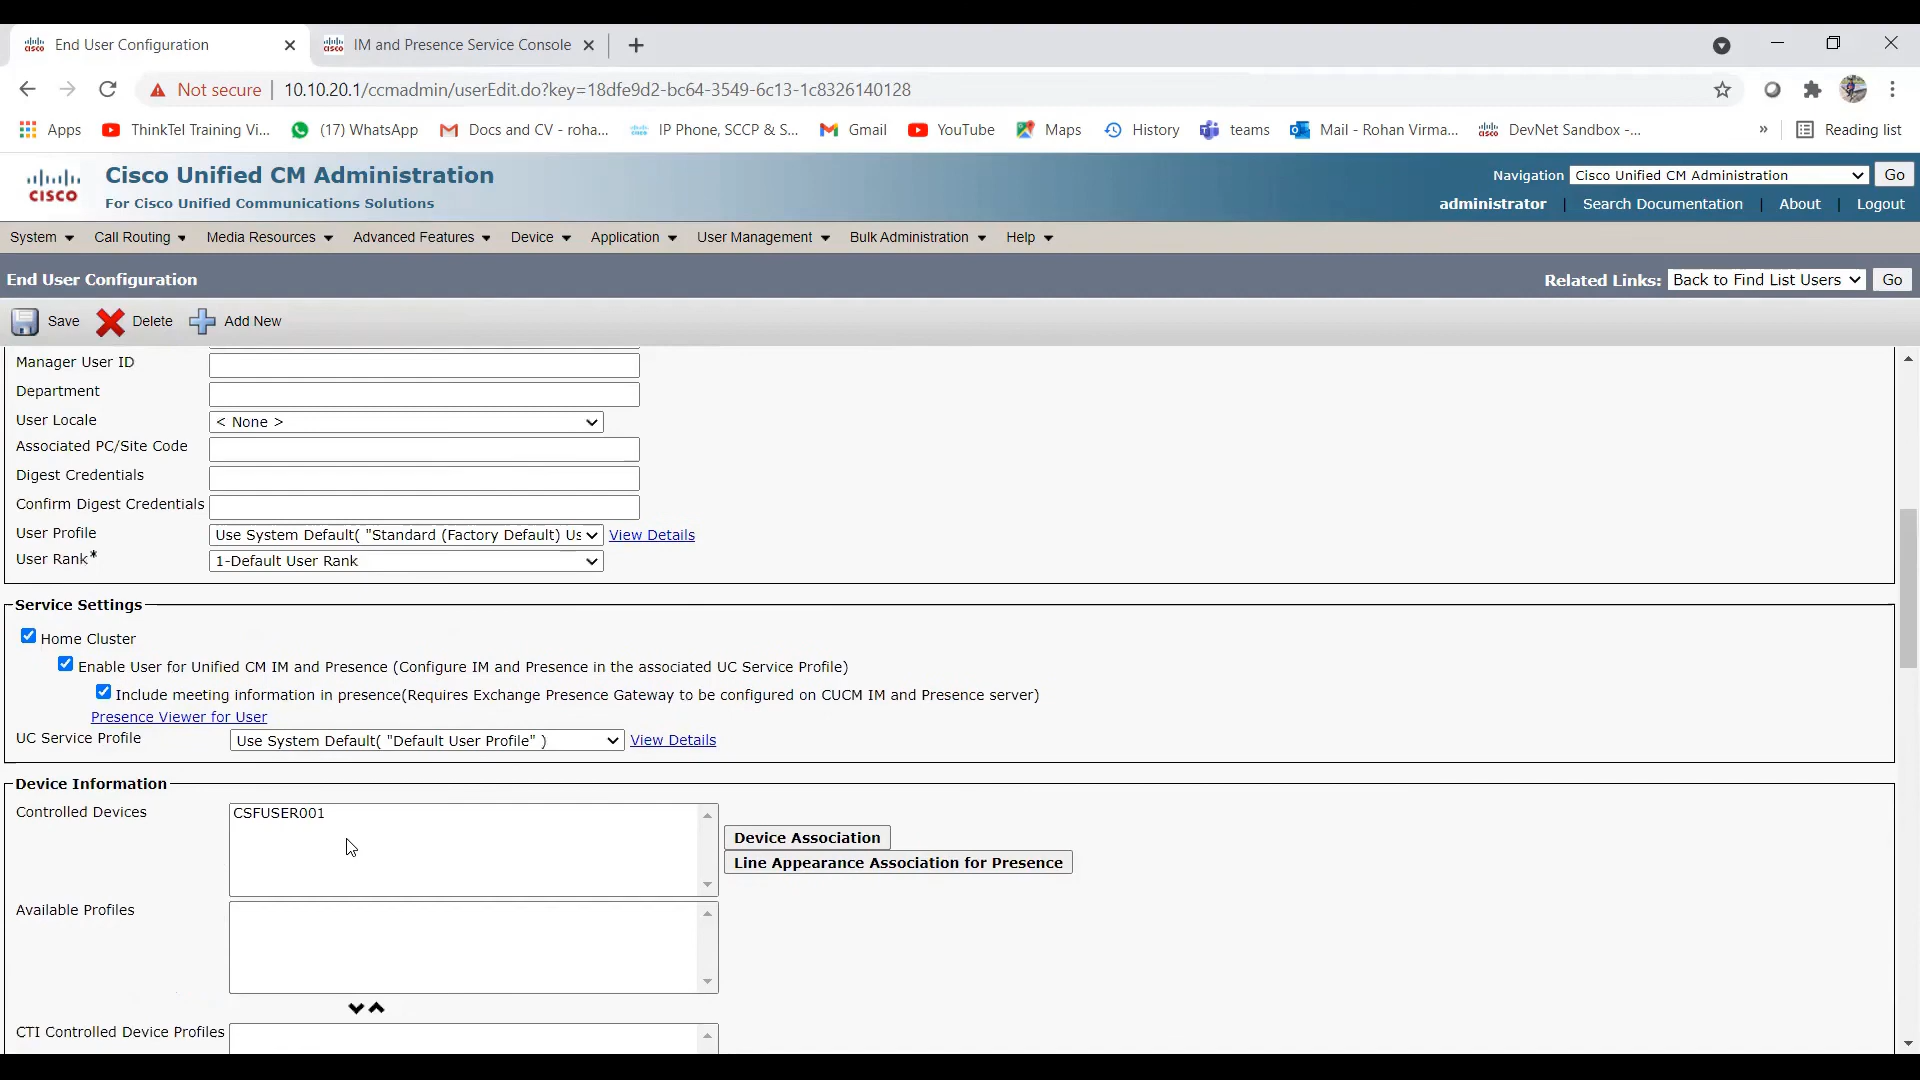 End User Configuration
IM and Presence Service Console
Not secure
10.10.20.1/ccmadmin/userEdit.do?key=18dfe9d2-bc64-3549-6c13-1c8326140128
Apps
ThinkTel Training Vi...
(17) WhatsApp
Docs and CV - roha...
IP Phone, SCCP & S...
Gmail
YouTube
Maps
History
teams
Mail - Rohan Virma...
DevNet Sandbox -...
»
Reading list
CISCO
Cisco Unified CM Administration
For Cisco Unified Communications Solutions
Navigation
Cisco Unified CM Administration
Go
administrator
Search Documentation
About
Logout
System
Call Routing
Media Resources
Advanced Features
Device
Application
User Management
Bulk Administration
Help
End User Configuration
Related Links:
Back to Find List Users
Go
Save
Delete
Add New
Manager User ID
Department
User Locale
< None >
Associated PC/Site Code
Digest Credentials
Confirm Digest Credentials
User Profile
Use System Default( "Standard (Factory Default) Us
View Details
User Rank*
1-Default User Rank
Service Settings
Home Cluster
Enable User for Unified CM IM and Presence (Configure IM and Presence in the associated UC Service Profile)
Include meeting information in presence(Requires Exchange Presence Gateway to be configured on CUCM IM and Presence server)
Presence Viewer for User
UC Service Profile
Use System Default( "Default User Profile" )
View Details
Device Information
Controlled Devices
CSFUSER001
Device Association
Line Appearance Association for Presence
Available Profiles
CTI Controlled Device Profiles